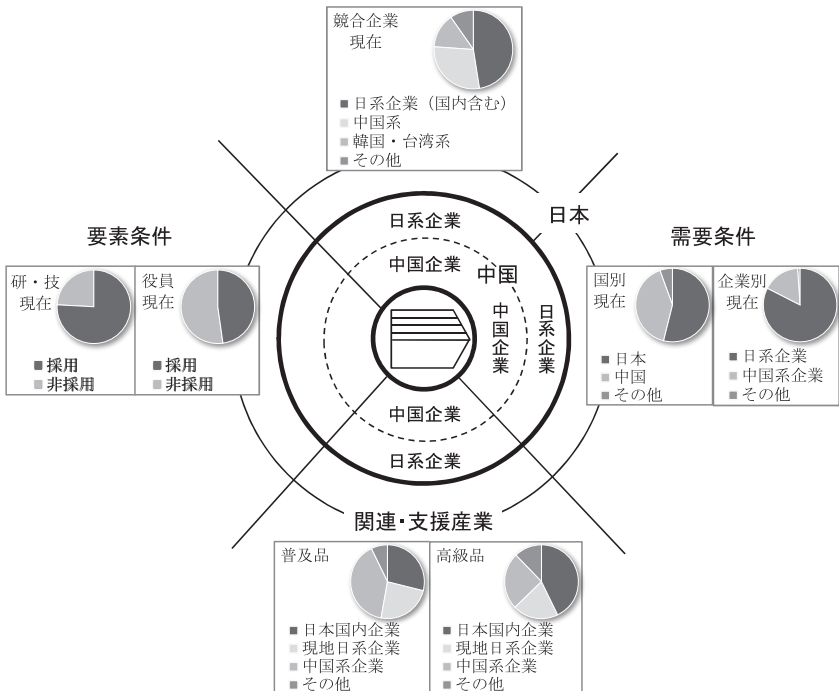 競合企業
現在
日系企業（国内含む）
中国系
韓国・台湾系
その他
日本
要素条件
研・技
現在
採用
非採用
役員
現在
採用
非採用
日系企業
中国企業
中国
中国企業
日系企業
中国企業
日系企業
需要条件
国別
現在
日本
中国
その他
企業別
現在
日系企業
中国系企業
その他
関連・支援産業
普及品
日本国内企業
現地日系企業
中国系企業
その他
高級品
日本国内企業
現地日系企業
中国系企業
その他